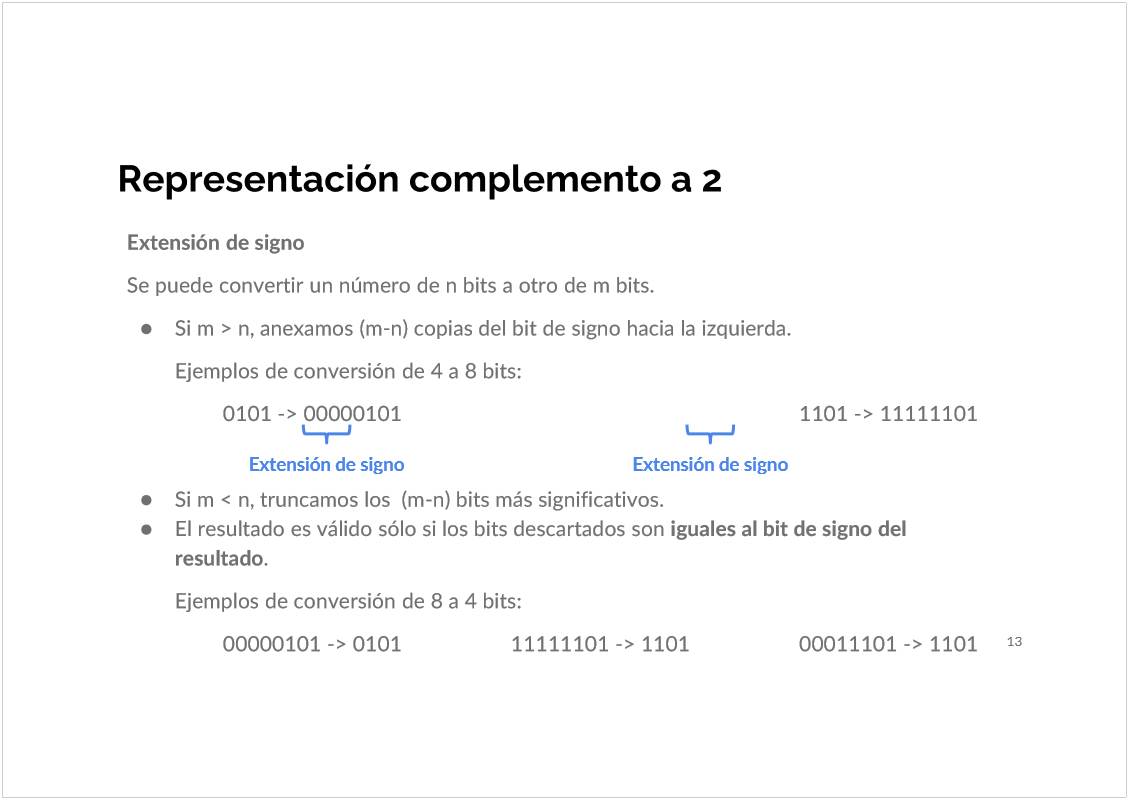 Representación complemento a 2
Extensión de signo
Se puede convertir un número de n bits a otro de m bits.
● Si m > n, anexamos (m-n) copias del bit de signo hacia la izquierda.
Ejemplos de conversión de 4 a 8 bits:
0101 -> 00000101 1101 -> 11111101
Extensión de signo Extensión de signo
● Si m < n, truncamos los  (m-n) bits más significativos.
● El resultado es válido sólo si los bits descartados son iguales al bit de signo del
resultado.
Ejemplos de conversión de 8 a 4 bits:
00000101 -> 0101 11111101 -> 1101 00011101 -> 1101 13